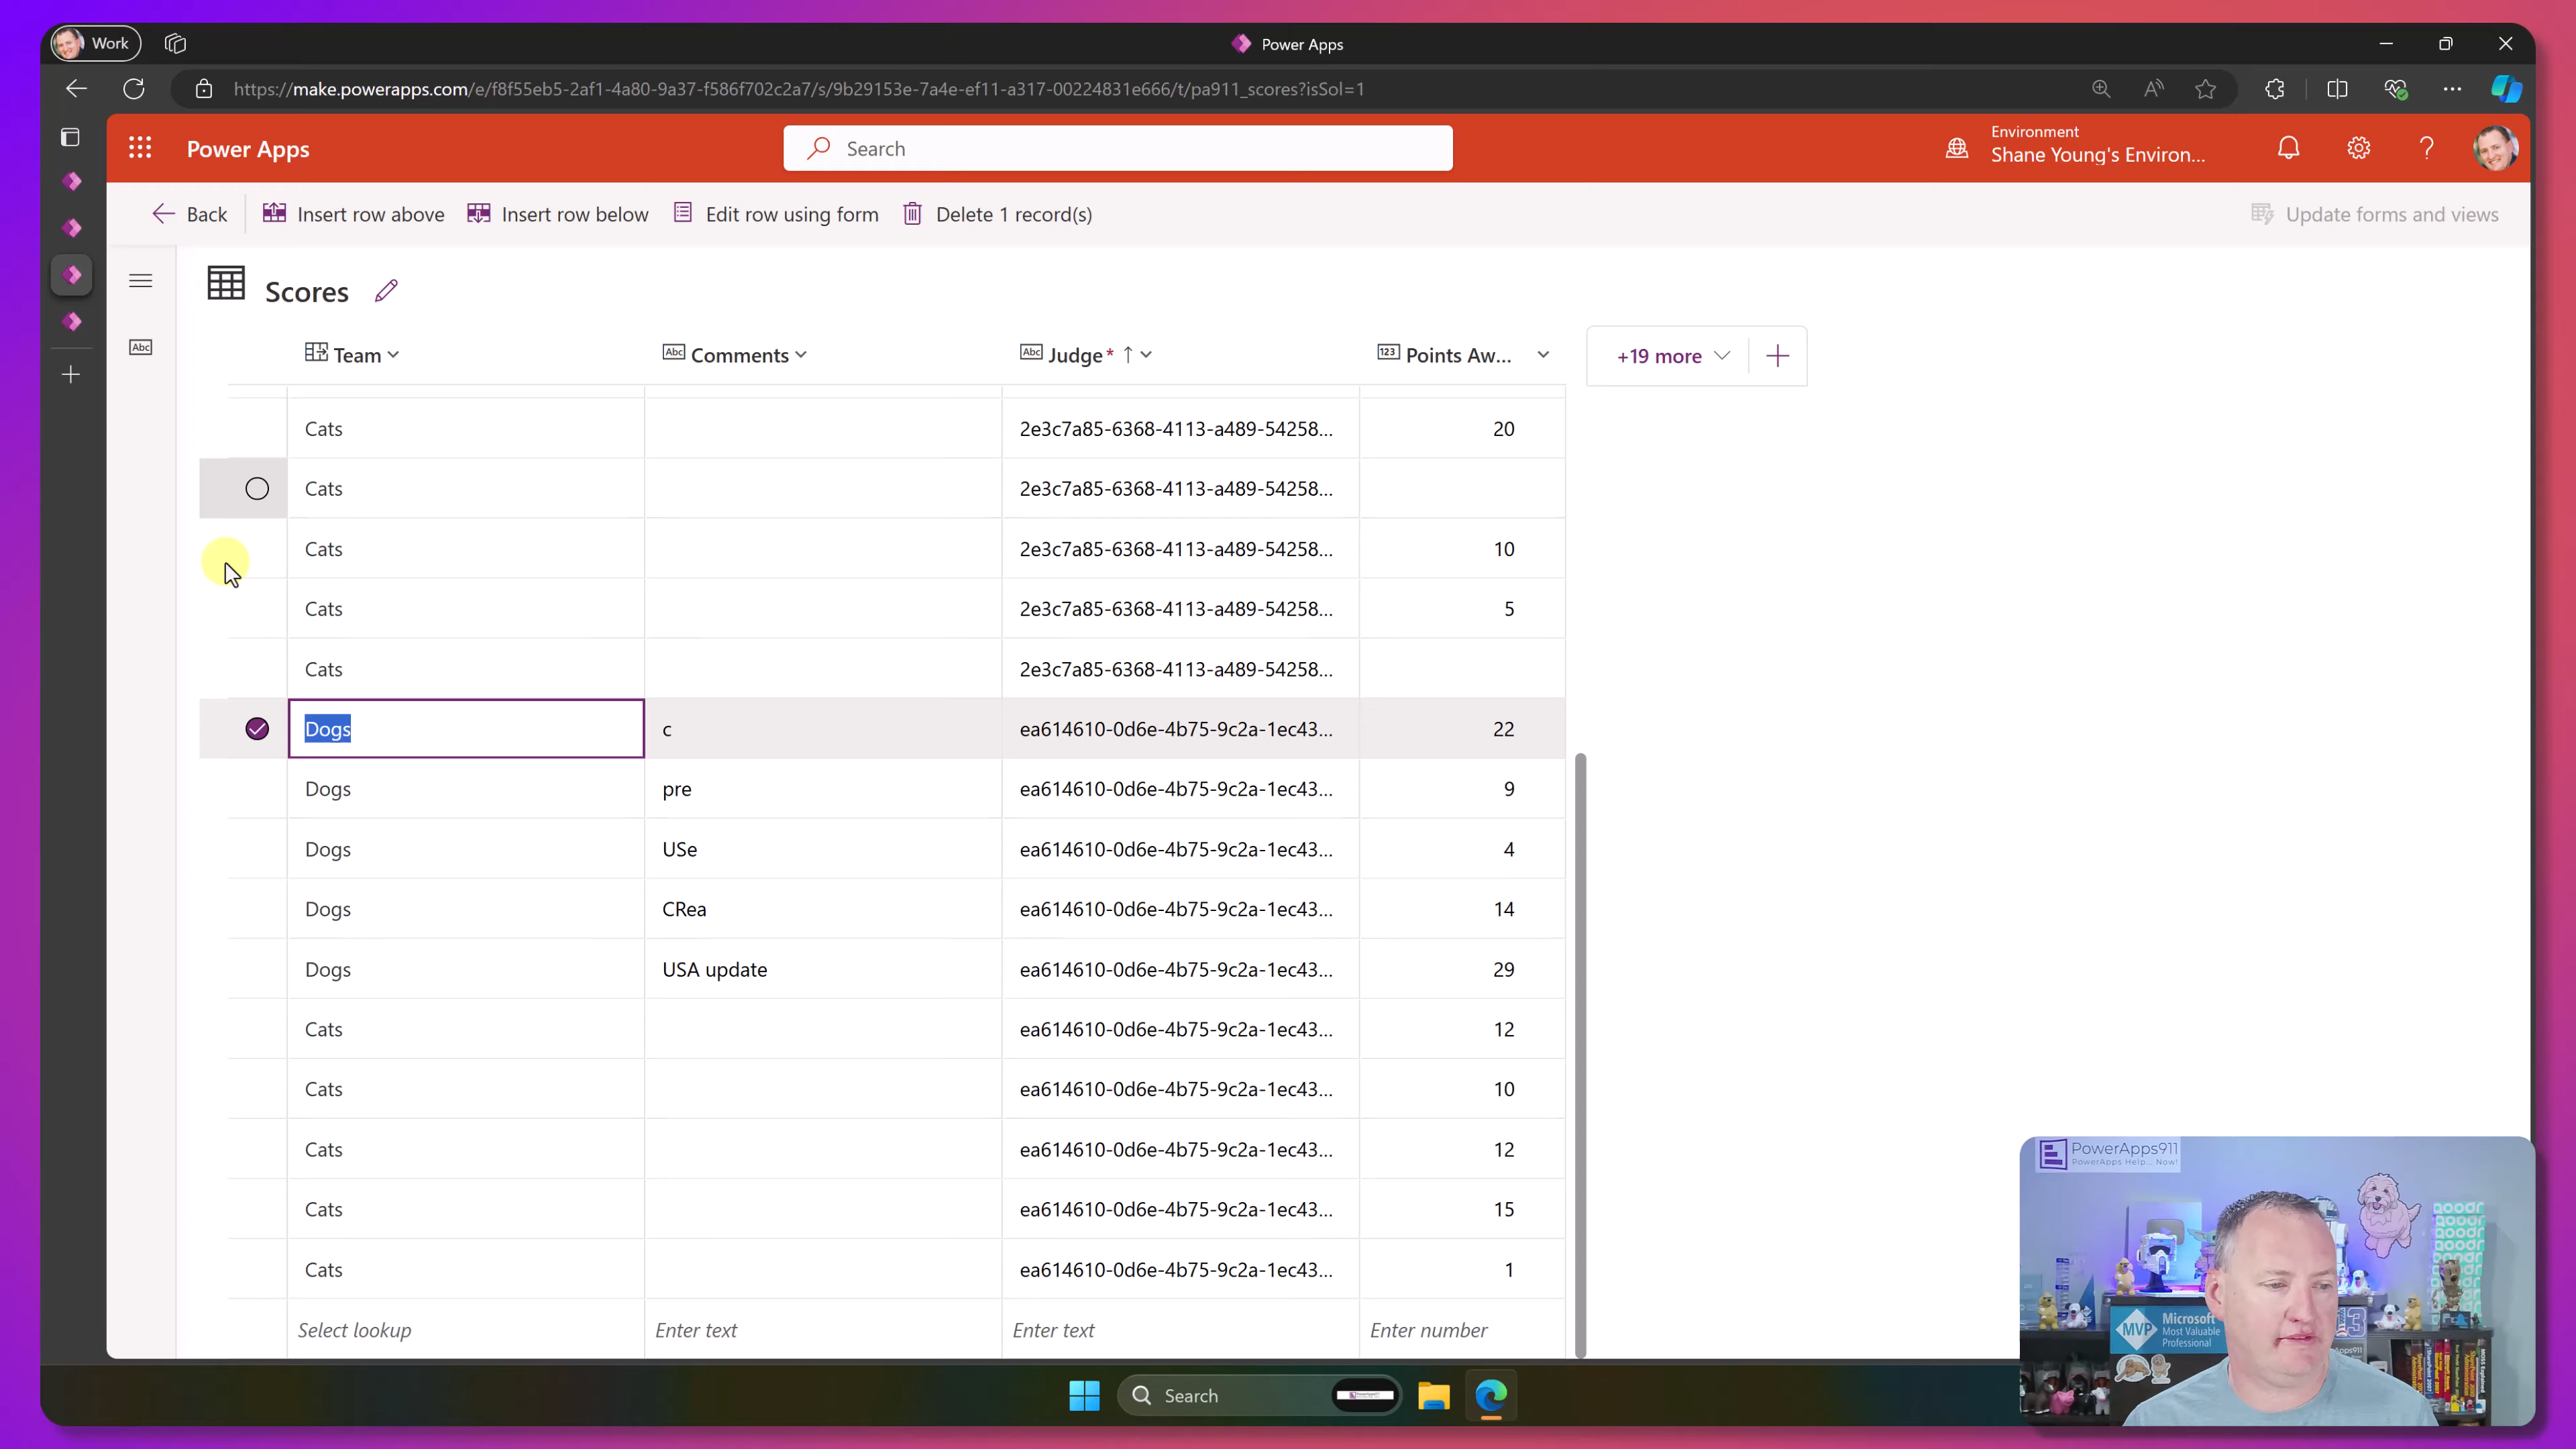 Work
Power Apps
https://make.powerapps.com/e/f8f55eb5-2af1-4a80-9a37-f586f702c2a7/s/9b29153e-7a4e-ef11-a317-00224831e666/t/pa911_scores?isSol=1
Power Apps
Search
Environment
Shane Young's Environ...
Back
Insert row above
Insert row below
Edit row using form
Delete 1 record(s)
Update forms and views
Scores
Abc
Team
Abc Comments
Abc Judge*
123 Points Aw...
+19 more
Cats 2e3c7a85-6368-4113-a489-54258... 20
Cats 2e3c7a85-6368-4113-a489-54258...
Cats 2e3c7a85-6368-4113-a489-54258... 10
Cats 2e3c7a85-6368-4113-a489-54258... 5
Cats 2e3c7a85-6368-4113-a489-54258...
Dogs c ea614610-0d6e-4b75-9c2a-1ec43... 22
Dogs pre ea614610-0d6e-4b75-9c2a-1ec43... 9
Dogs USe ea614610-0d6e-4b75-9c2a-1ec43... 4
Dogs CRea ea614610-0d6e-4b75-9c2a-1ec43... 14
Dogs USA update ea614610-0d6e-4b75-9c2a-1ec43... 29
Cats ea614610-0d6e-4b75-9c2a-1ec43... 12
Cats ea614610-0d6e-4b75-9c2a-1ec43... 10
Cats ea614610-0d6e-4b75-9c2a-1ec43... 12
Cats ea614610-0d6e-4b75-9c2a-1ec43... 15
Cats ea614610-0d6e-4b75-9c2a-1ec43... 1
Select lookup Enter text Enter text Enter number
PowerApps911
PowerApps Help... Now!
MVP
Microsoft
Most Valuable
Professional
Search